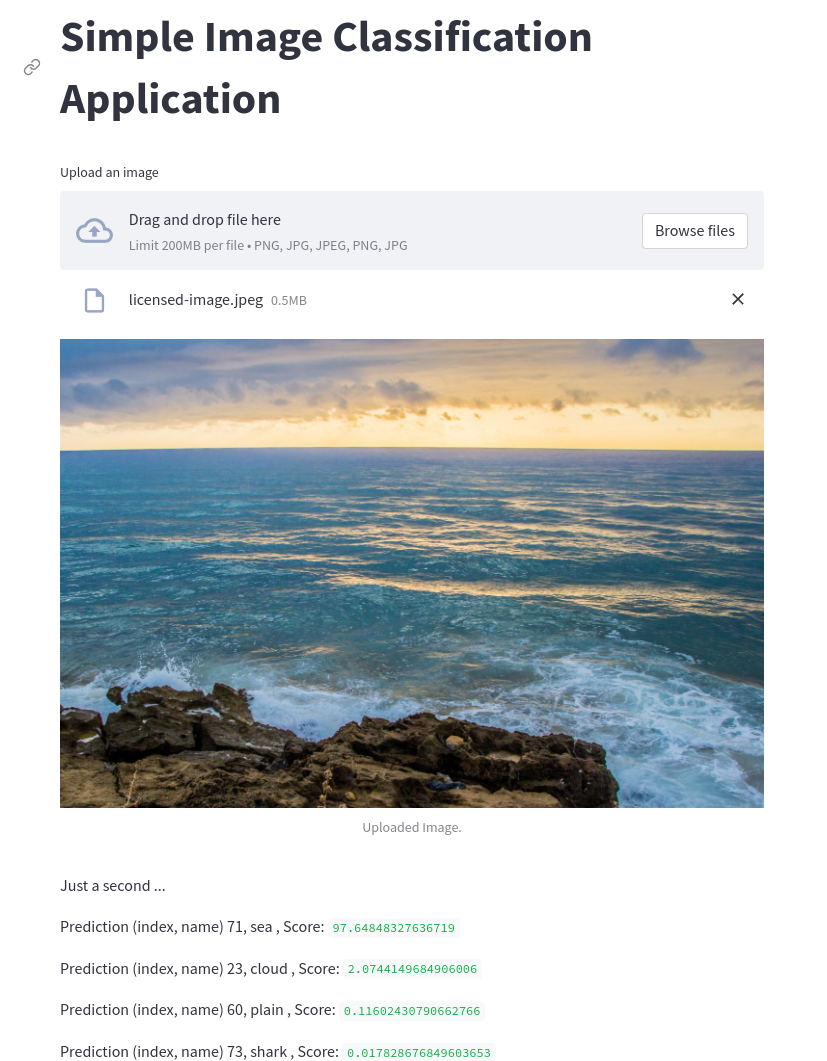 Simple Image Classification
Application
Upload an image
Drag and drop file here
Limit 200MB per file • PNG, JPG, JPEG, PNG, JPG
Browse files
licensed-image.jpeg 0.5MB
Uploaded Image.
Just a second ...
Prediction (index, name) 71, sea , Score: 97.64848327636719
Prediction (index, name) 23, cloud , Score: 2.0744149684906006
Prediction (index, name) 60, plain , Score: 0.11602430790662766
Prediction (index, name) 73, shark , Score: 0.017828676849603653